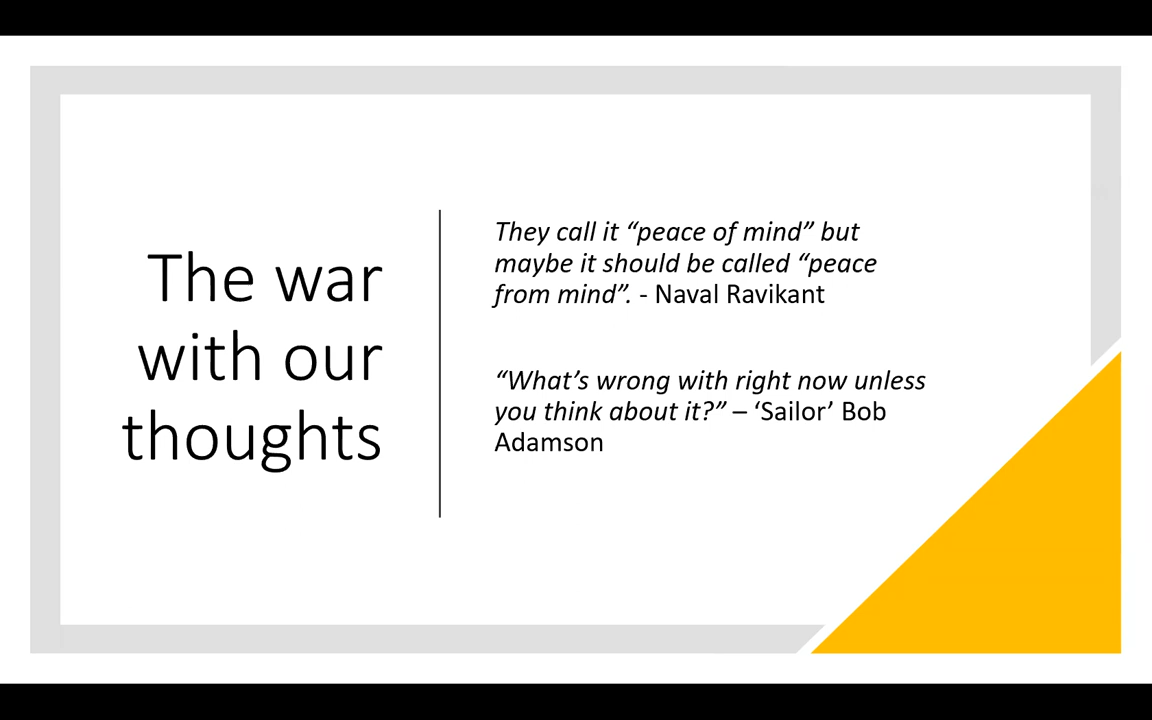 The war
with our
thoughts
They call it “peace of mind” but
maybe it should be called “peace
from mind”. - Naval Ravikant
“What’s wrong with right now unless
you think about it?” – ‘Sailor’ Bob
Adamson